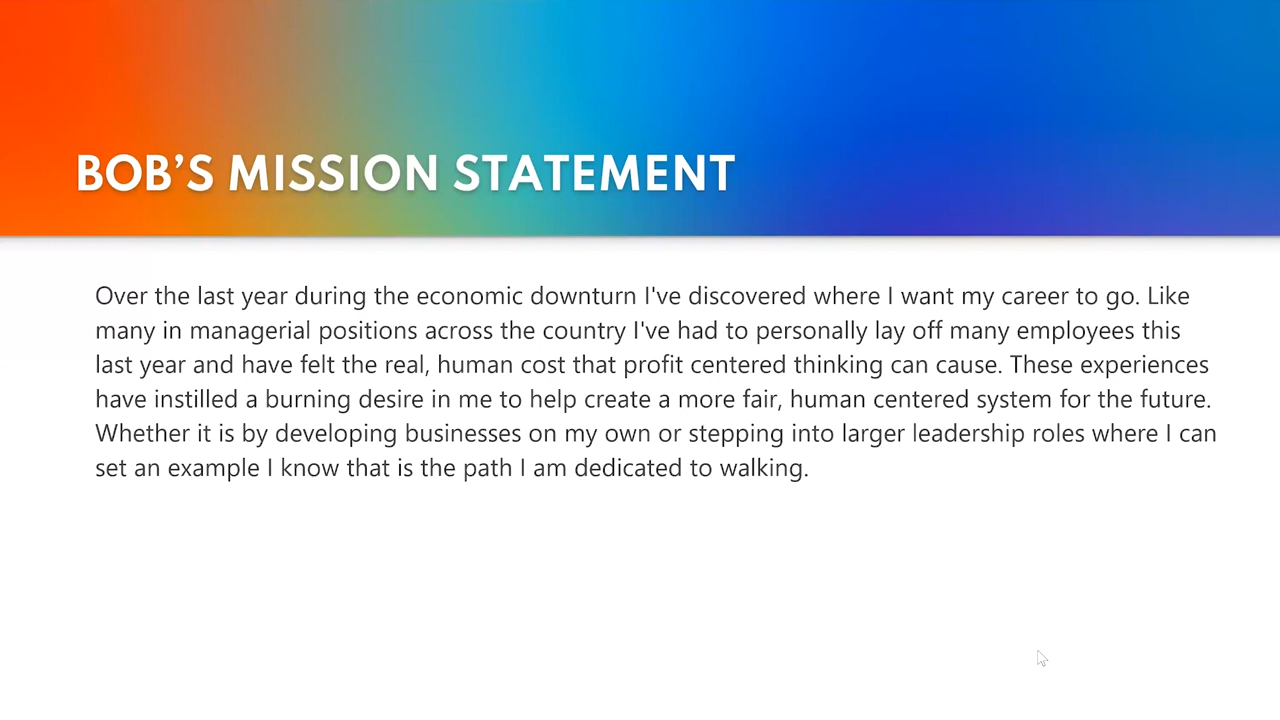 BOB’S MISSION STATEMENT
Over the last year during the economic downturn I've discovered where I want my career to go. Like
many in managerial positions across the country I've had to personally lay off many employees this
last year and have felt the real, human cost that profit centered thinking can cause. These experiences
have instilled a burning desire in me to help create a more fair, human centered system for the future.
Whether it is by developing businesses on my own or stepping into larger leadership roles where I can
set an example I know that is the path I am dedicated to walking.